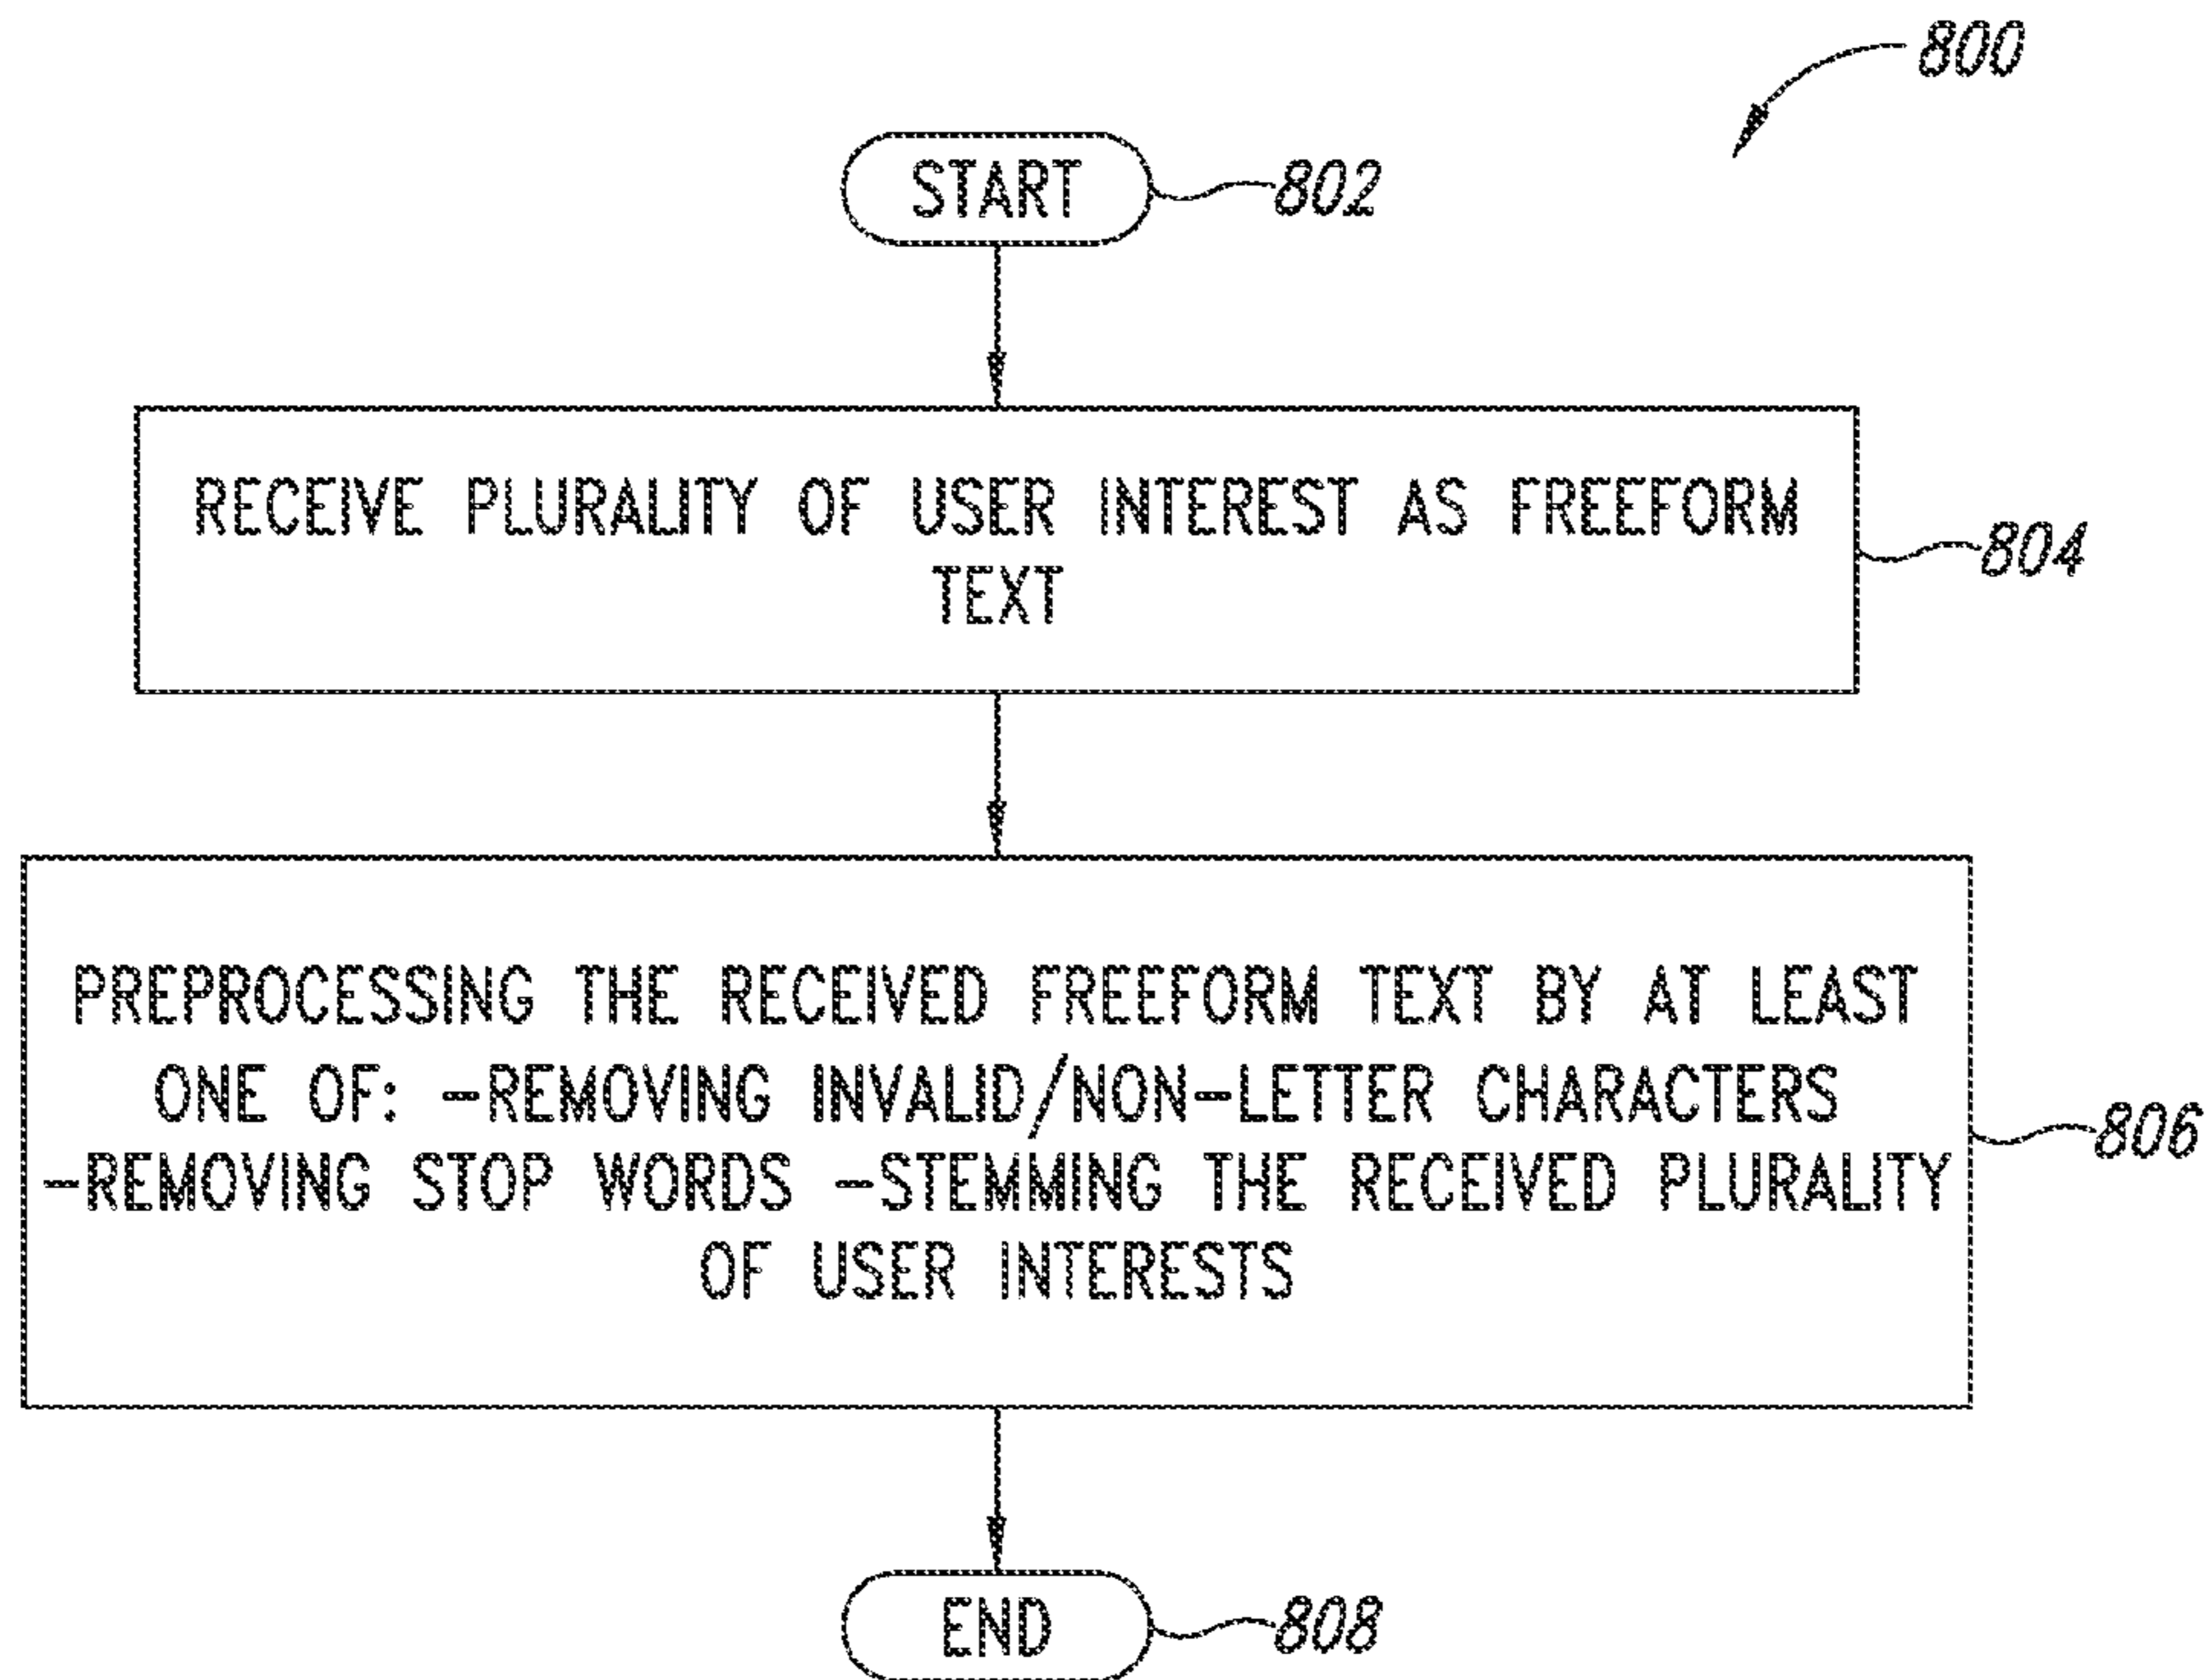 800
START
802
RECEIVE PLURALITY OF USER INTEREST AS FREEFORM
TEXT
804
PREPROCESSING THE RECEIVED FREEFORM TEXT BY AT LEAST
ONE OF: -REMOVING INVALID/NON-LETTER CHARACTERS
-REMOVING STOP WORDS -STEMMING THE RECEIVED PLURALITY
OF USER INTERESTS
806
END
808